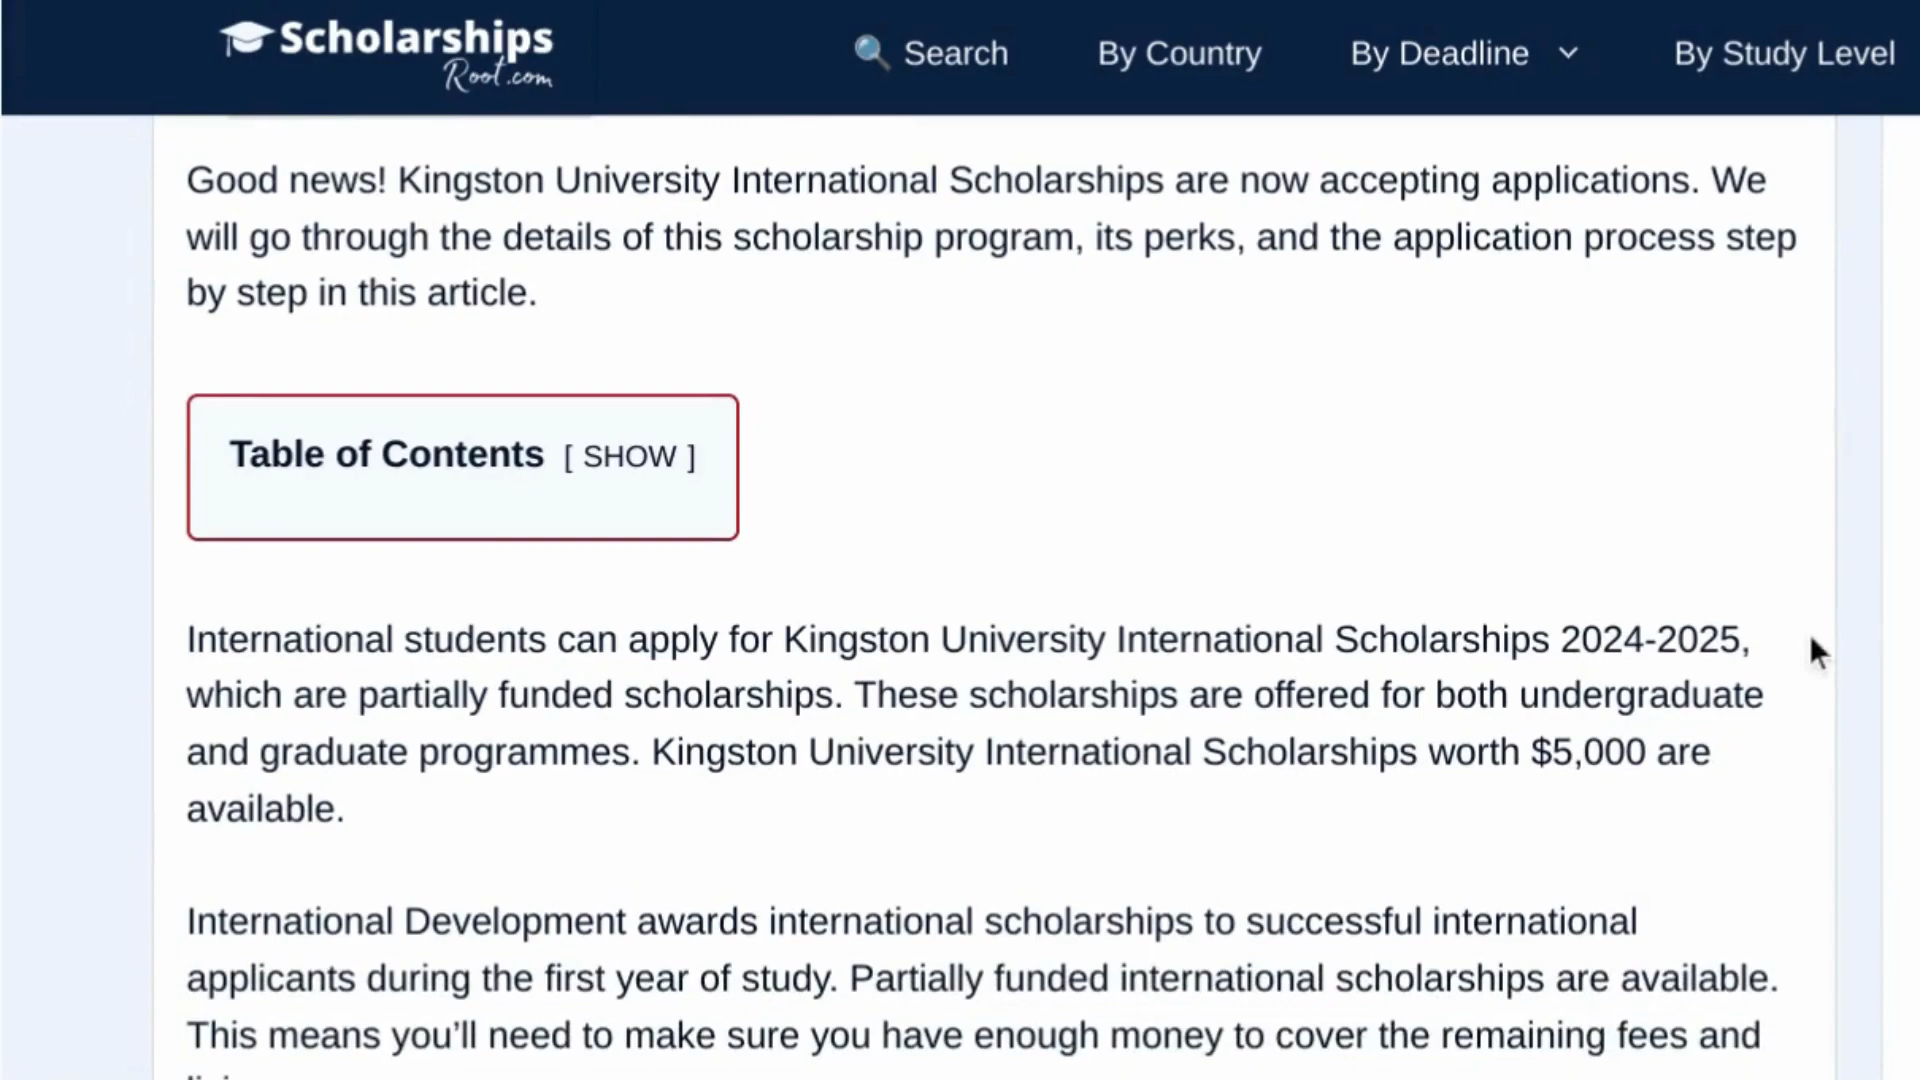 Scholarships
Root.com
Search
By Country
By Deadline
By Study Level
Good news! Kingston University International Scholarships are now accepting applications. We
will go through the details of this scholarship program, its perks, and the application process step
by step in this article.
Table of Contents [ SHOW ]
International students can apply for Kingston University International Scholarships 2024-2025,
which are partially funded scholarships. These scholarships are offered for both undergraduate
and graduate programmes. Kingston University International Scholarships worth $5,000 are
available.
International Development awards international scholarships to successful international
applicants during the first year of study. Partially funded international scholarships are available.
This means you’ll need to make sure you have enough money to cover the remaining fees and